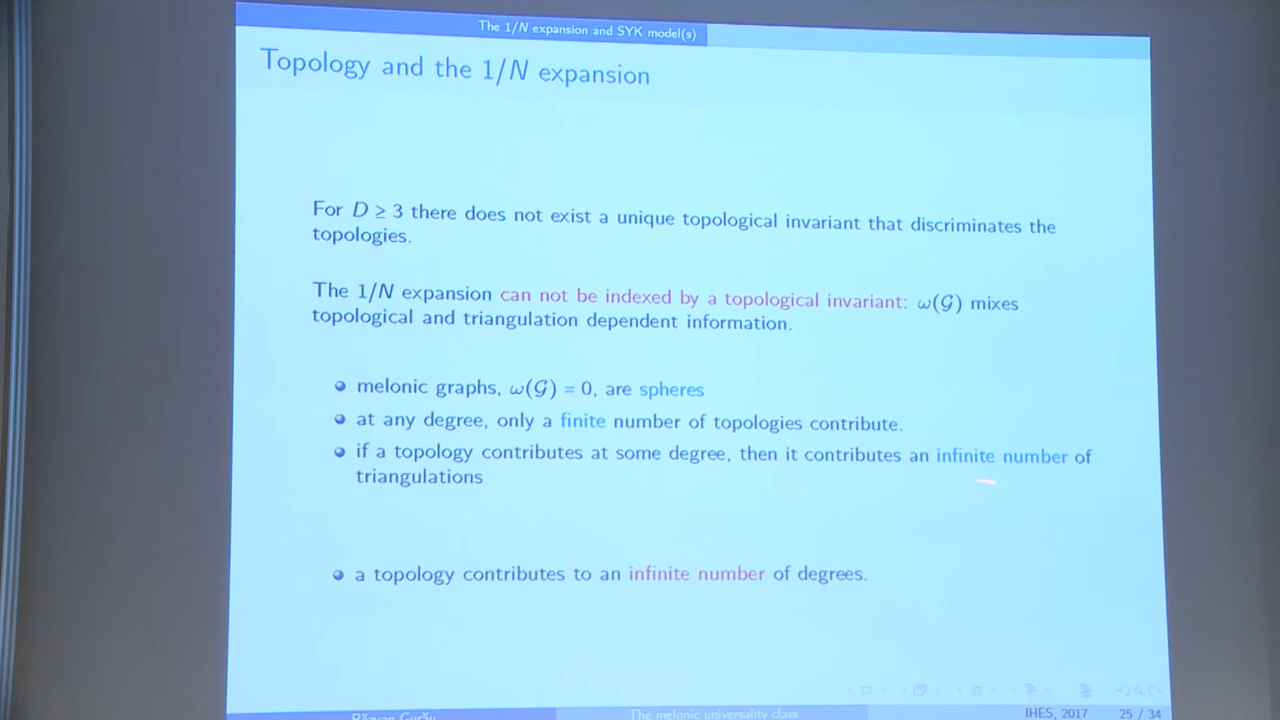 The 1/N expansion and SYK model(s)
Topology and the 1/N expansion
For D ≥ 3 there does not exist a unique topological invariant that discriminates the
topologies.
The 1/N expansion can not be indexed by a topological invariant: ω(𝒢) mixes
topological and triangulation dependent information.
melonic graphs, ω(𝒢) = 0, are spheres
at any degree, only a finite number of topologies contribute.
if a topology contributes at some degree, then it contributes an infinite number of
triangulations
a topology contributes to an infinite number of degrees.
Răzvan Gurău
The melonic universality class
IHES, 2017 25 / 34